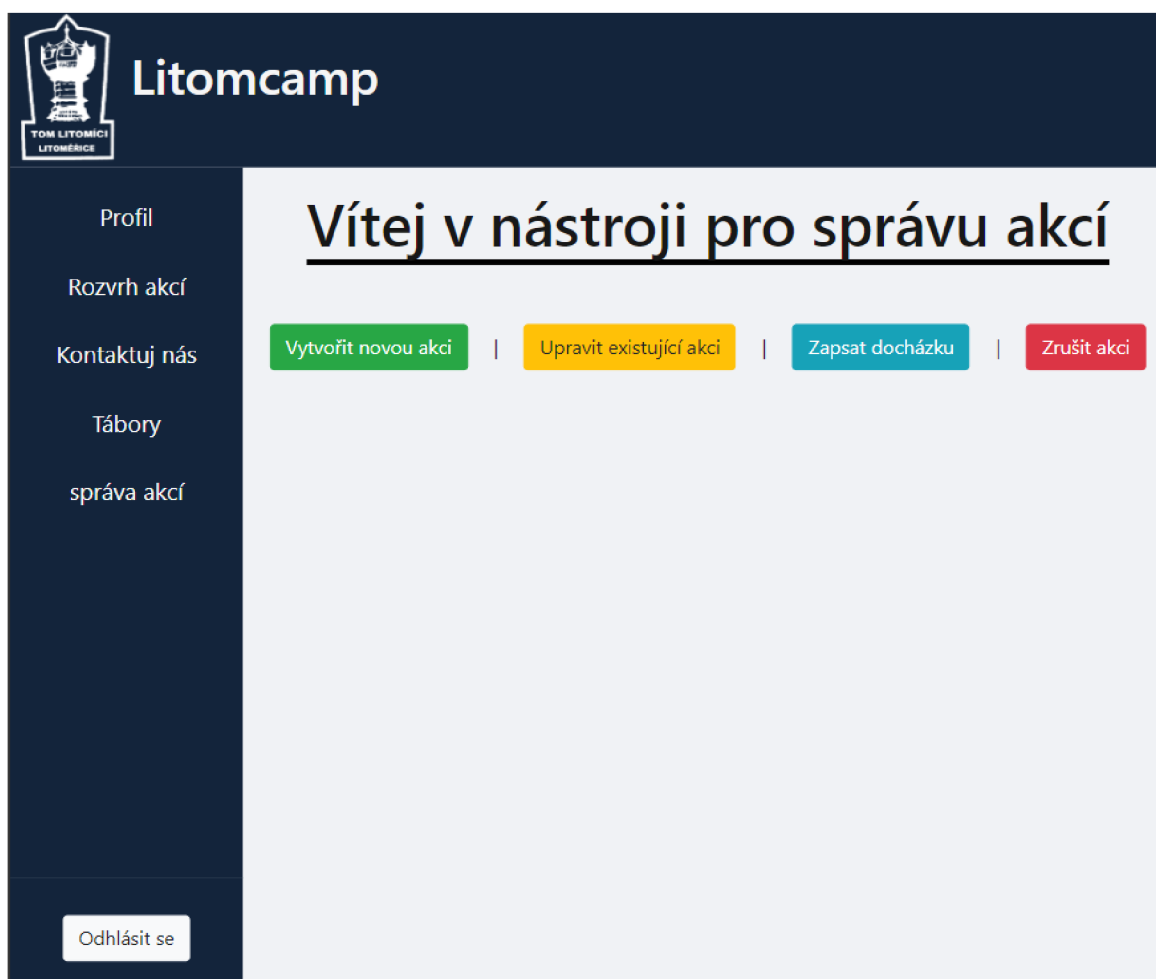 Litomcamp
TOM LITOMÍCI
LITOMĚŘICE
Profil
Rozvrh akcí
Kontaktuj nás
Tábory
správa akcí
Odhlásit se
Vítej v nástroji pro správu akcí
Vytvořit novou akci | Upravit existující akci | Zapsat docházku | Zrušit akci